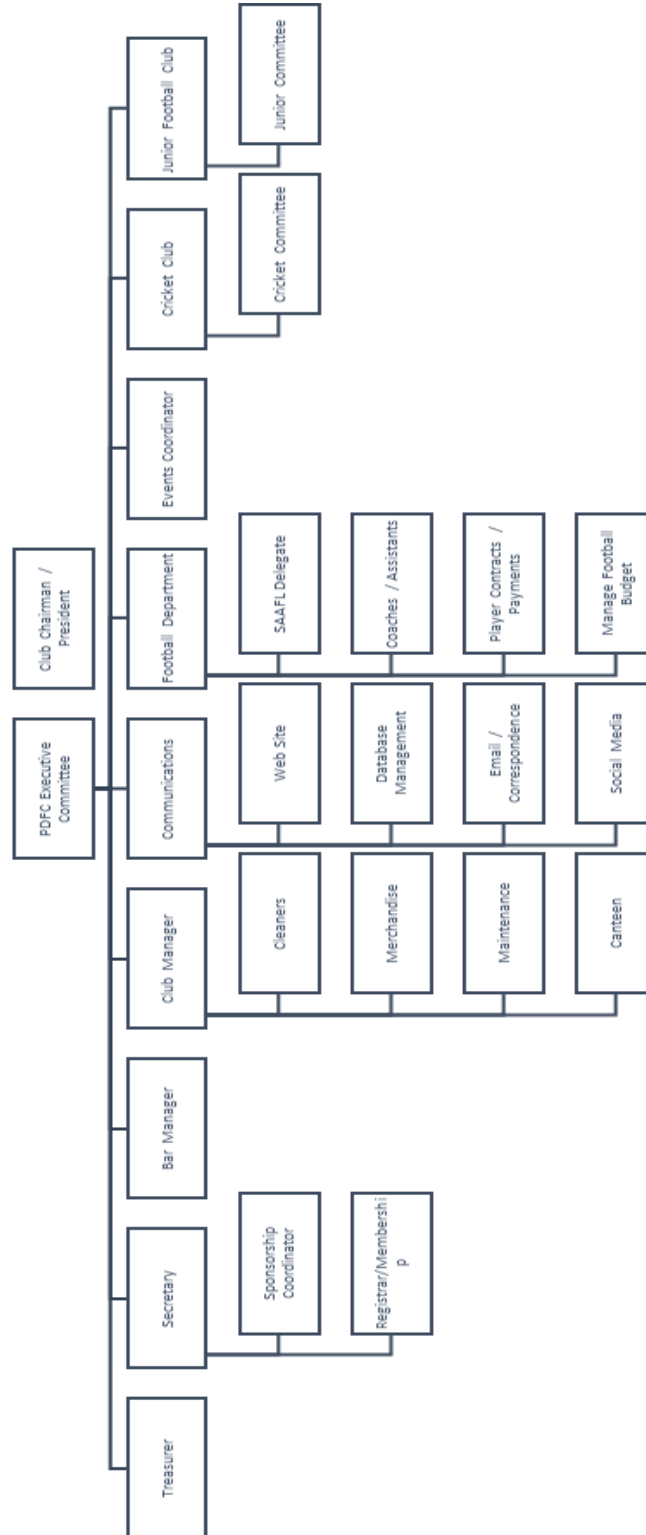 PDFC Executive
Committee
Club Chairman /
President
Treasurer
Secretary
Bar Manager
Club Manager
Communications
Football Department
Events Coordinator
Cricket Club
Junior Football Club
Sponsorship
Coordinator
Registrar/Membershi
p
Cleaners
Merchandise
Maintenance
Canteen
Web Site
Database
Management
Email /
Correspondence
Social Media
SAAFL Delegate
Coaches / Assistants
Player Contracts /
Payments
Manage Football
Budget
Cricket Committee
Junior Committee